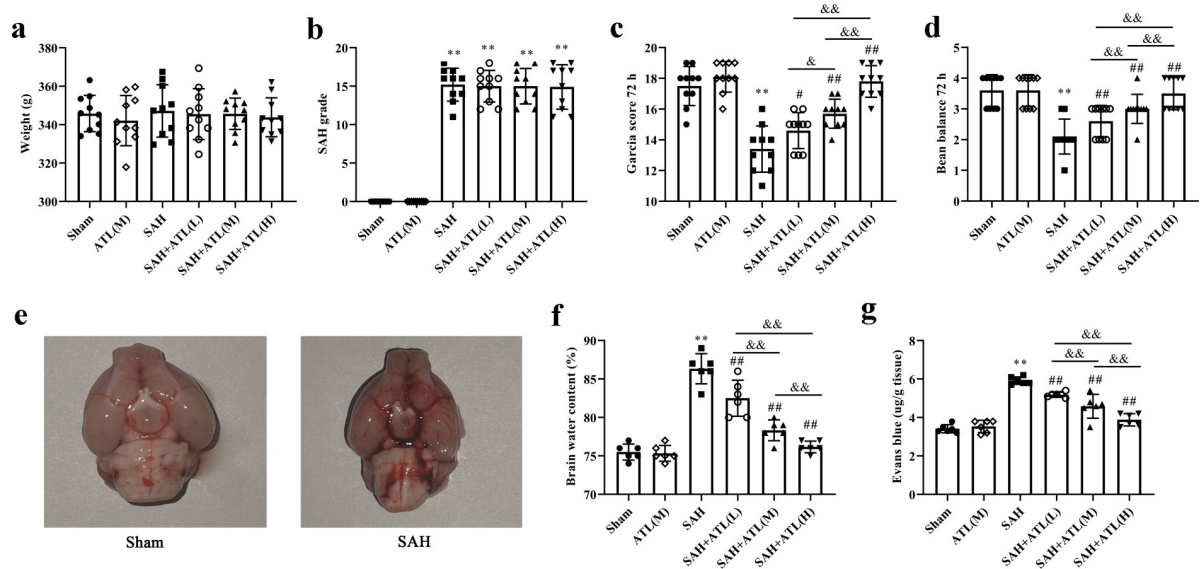 a
Weight (g)
380
360
340
320
300
Sham
ATL(M)
SAH
SAH+ATL(L)
SAH+ATL(M)
SAH+ATL(H)
b
SAH grade
20
15
10
5
0
**
**
**
**
Sham
ATL(M)
SAH
SAH+ATL(L)
SAH+ATL(M)
SAH+ATL(H)
c
Garcia score 72 h
20
18
16
14
12
10
&&
&&
&
**
#
##
##
Sham
ATL(M)
SAH
SAH+ATL(L)
SAH+ATL(M)
SAH+ATL(H)
d
Bean balance 72 h
5
4
3
2
1
0
&&
&&
&&
**
##
##
##
Sham
ATL(M)
SAH
SAH+ATL(L)
SAH+ATL(M)
SAH+ATL(H)
e
Sham
SAH
f
Brain water content (%)
90
85
80
75
70
&&
&&
&&
**
##
##
##
Sham
ATL(M)
SAH
SAH+ATL(L)
SAH+ATL(M)
SAH+ATL(H)
g
Evans blue (ug/g tissue)
8
6
4
2
0
&&
&&
&&
**
##
##
##
Sham
ATL(M)
SAH
SAH+ATL(L)
SAH+ATL(M)
SAH+ATL(H)